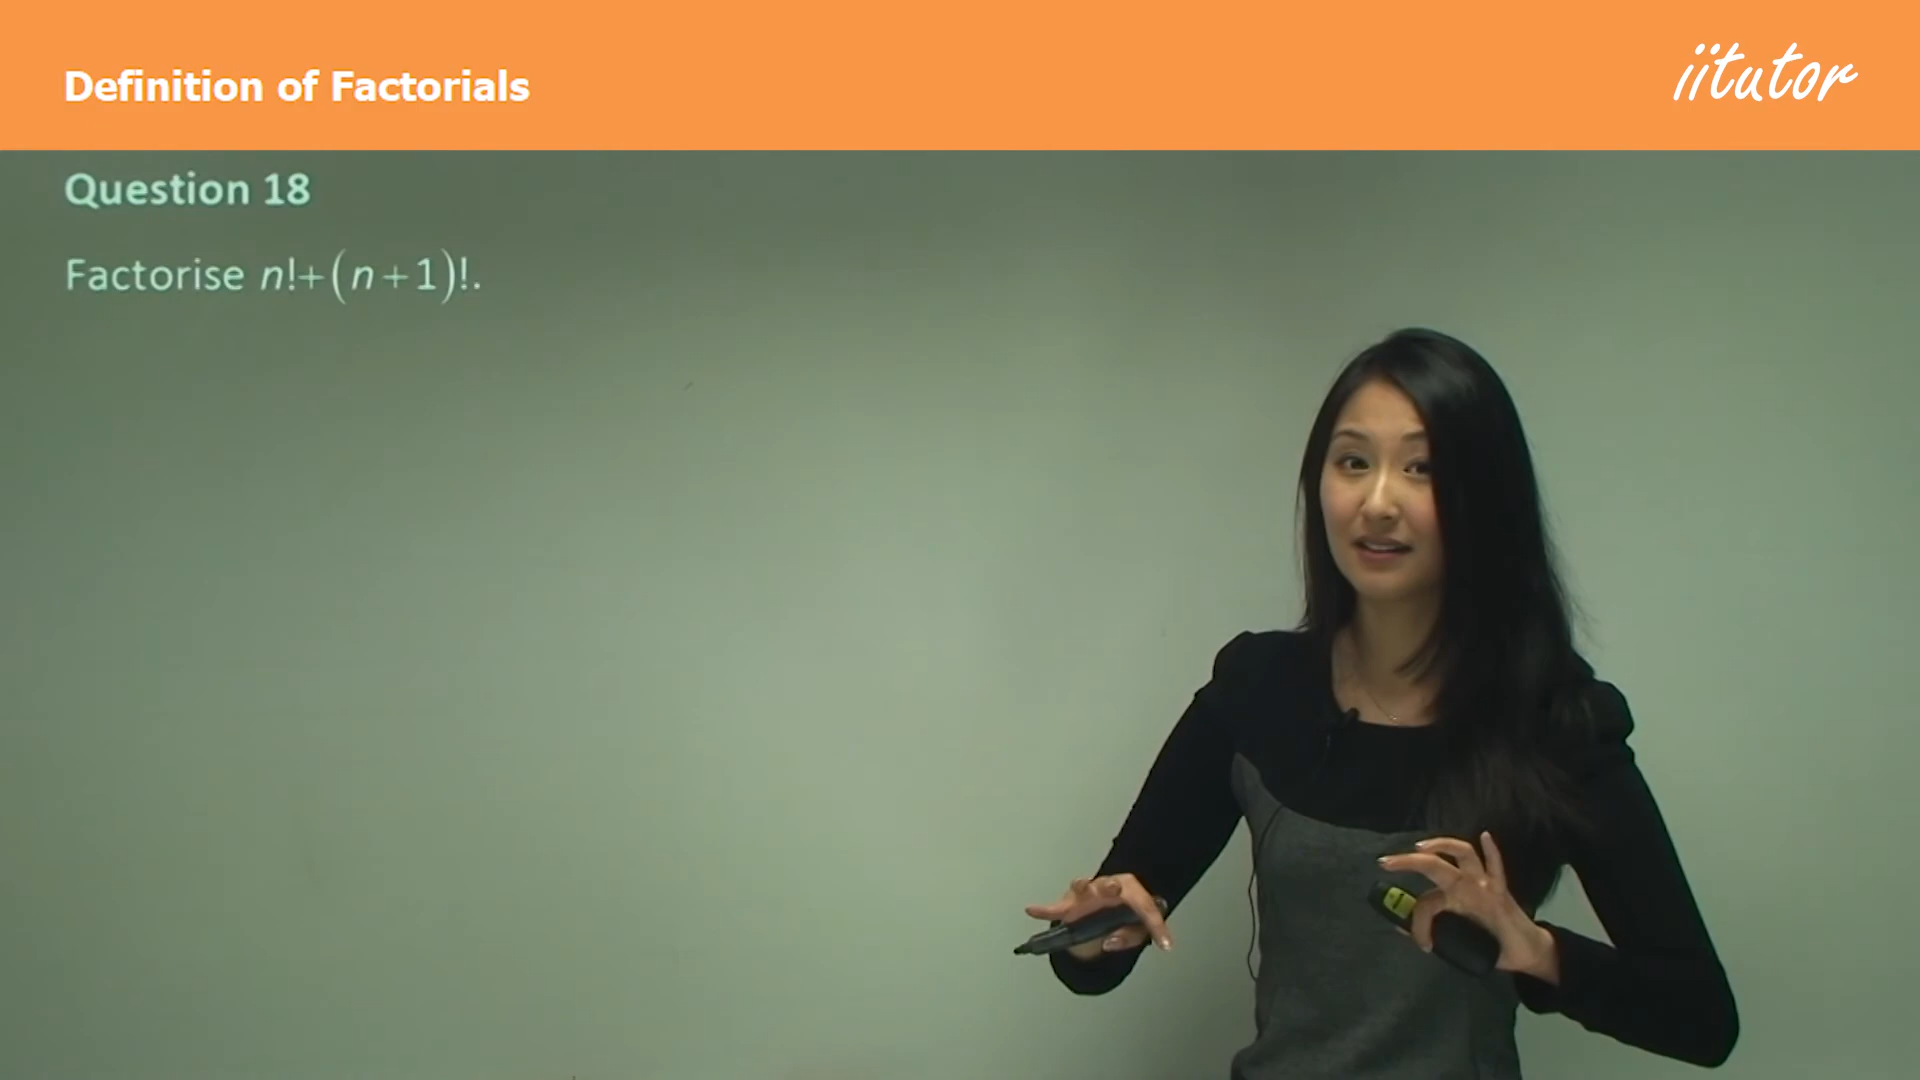 Definition of Factorials
iitutor
Question 18
Factorise n!+(n+1)!.